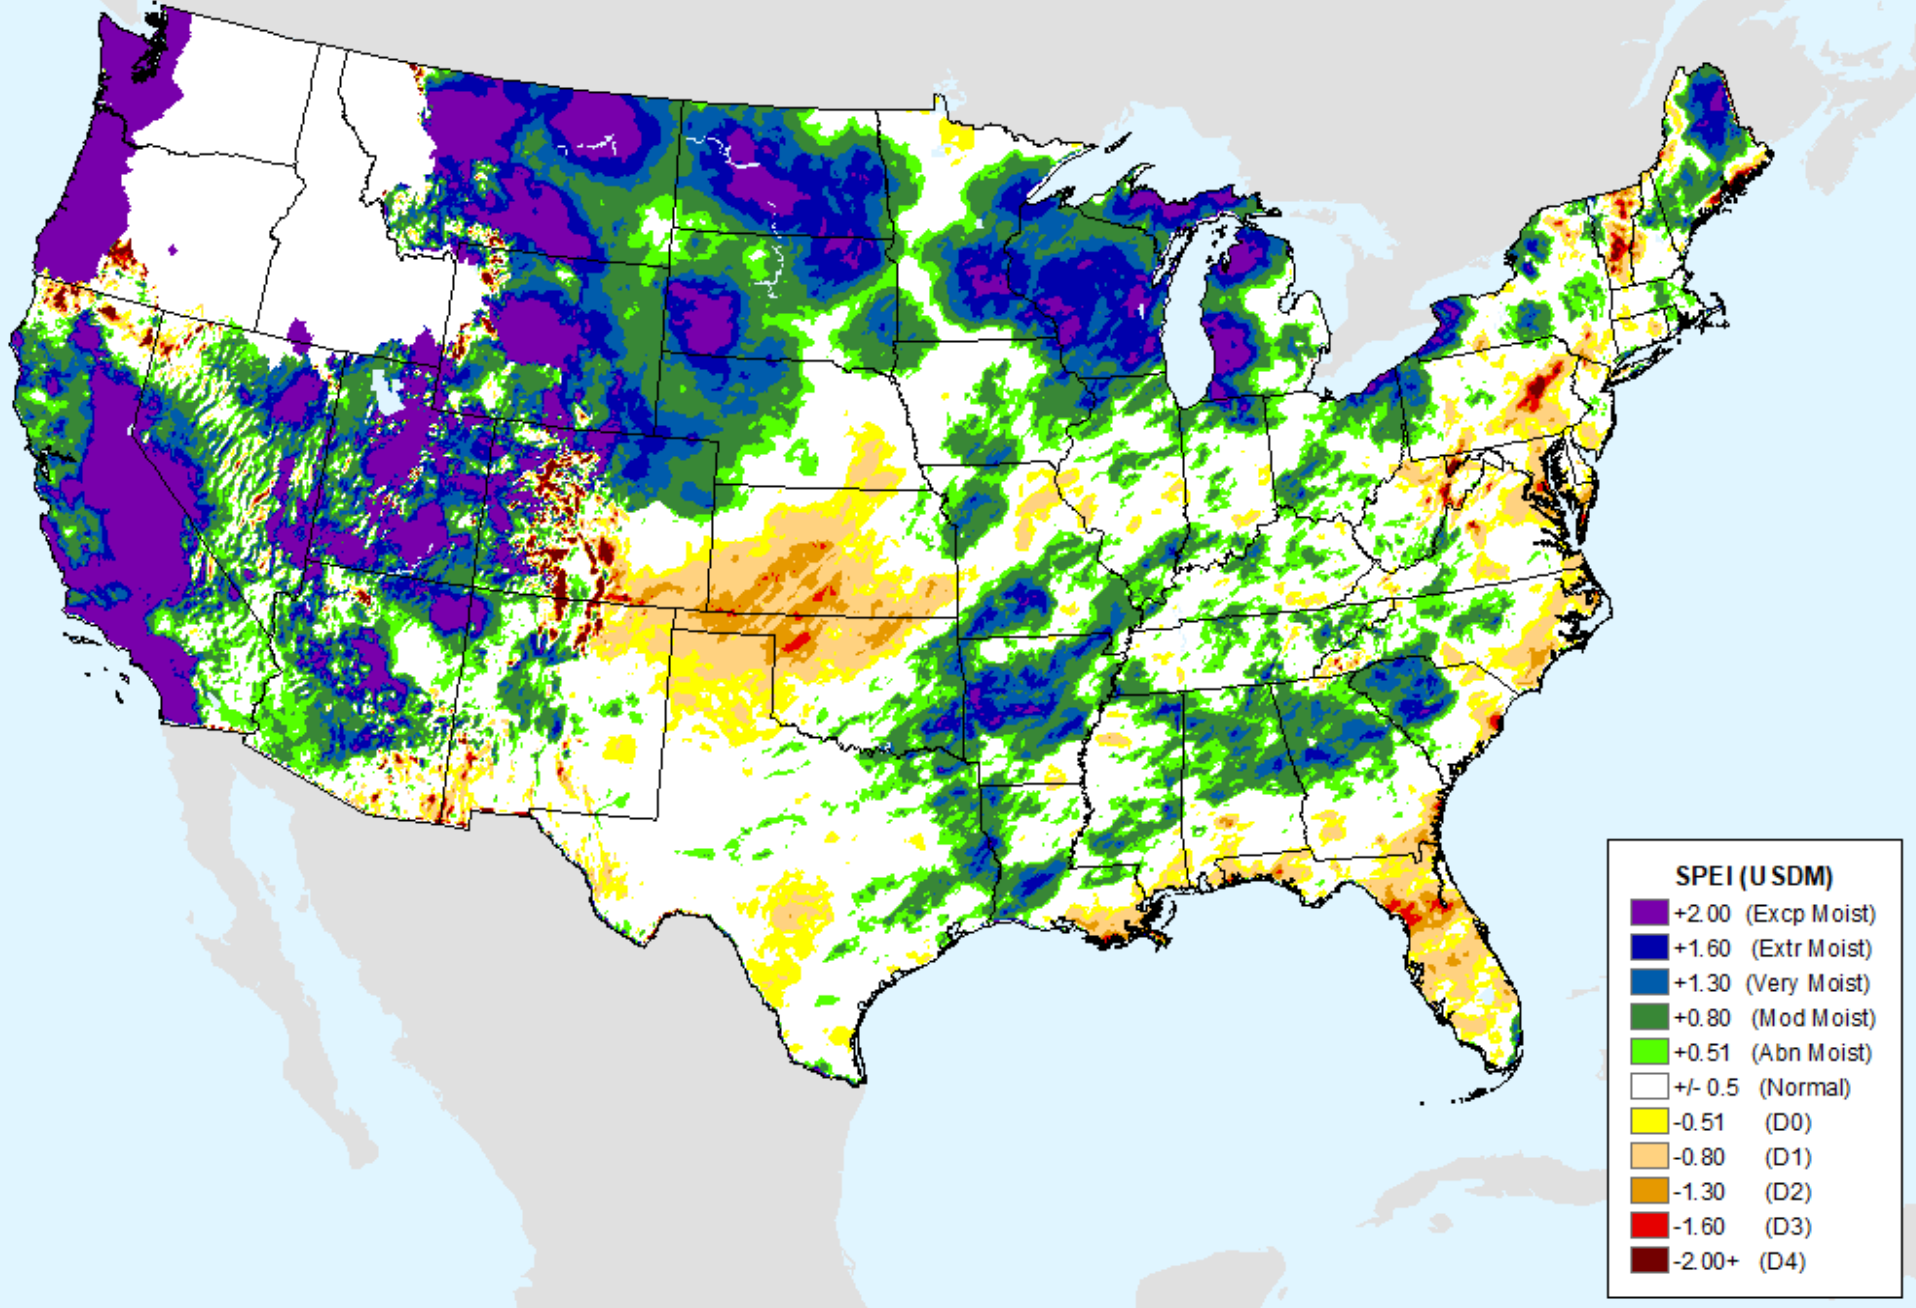 SPEI (USDM)
+2.00 (Excp Moist)
+1.60 (Extr Moist)
+1.30 (Very Moist)
+0.80 (Mod Moist)
+0.51 (Abn Moist)
+/- 0.5 (Normal)
-0.51 (D0)
-0.80 (D1)
-1.30 (D2)
-1.60 (D3)
-2.00+ (D4)